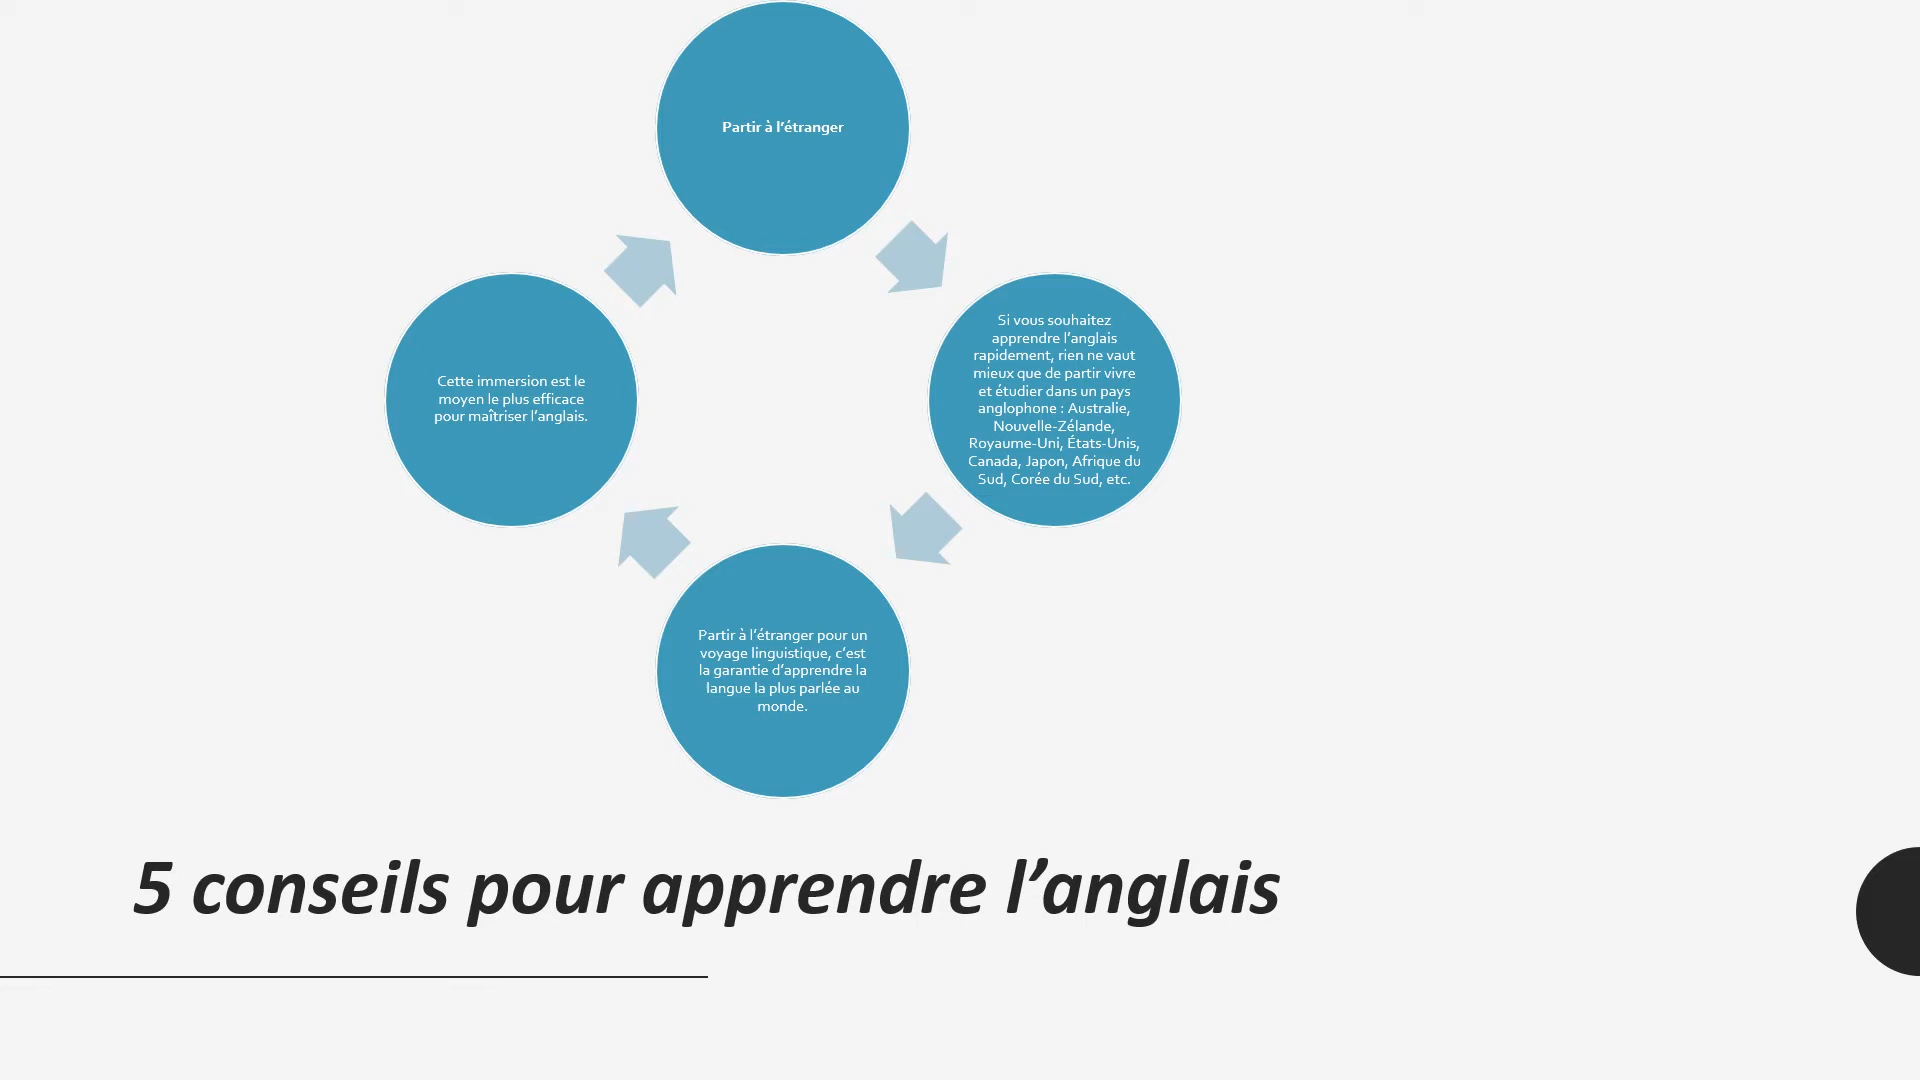 Partir à l’étranger
Si vous souhaitez
apprendre l’anglais
rapidement, rien ne vaut
mieux que de partir vivre
et étudier dans un pays
anglophone : Australie,
Nouvelle-Zélande,
Royaume-Uni, États-Unis,
Canada, Japon, Afrique du
Sud, Corée du Sud, etc.
Partir à l’étranger pour un
voyage linguistique, c’est
la garantie d’apprendre la
langue la plus parlée au
monde.
Cette immersion est le
moyen le plus efficace
pour maîtriser l’anglais.
5 conseils pour apprendre l’anglais